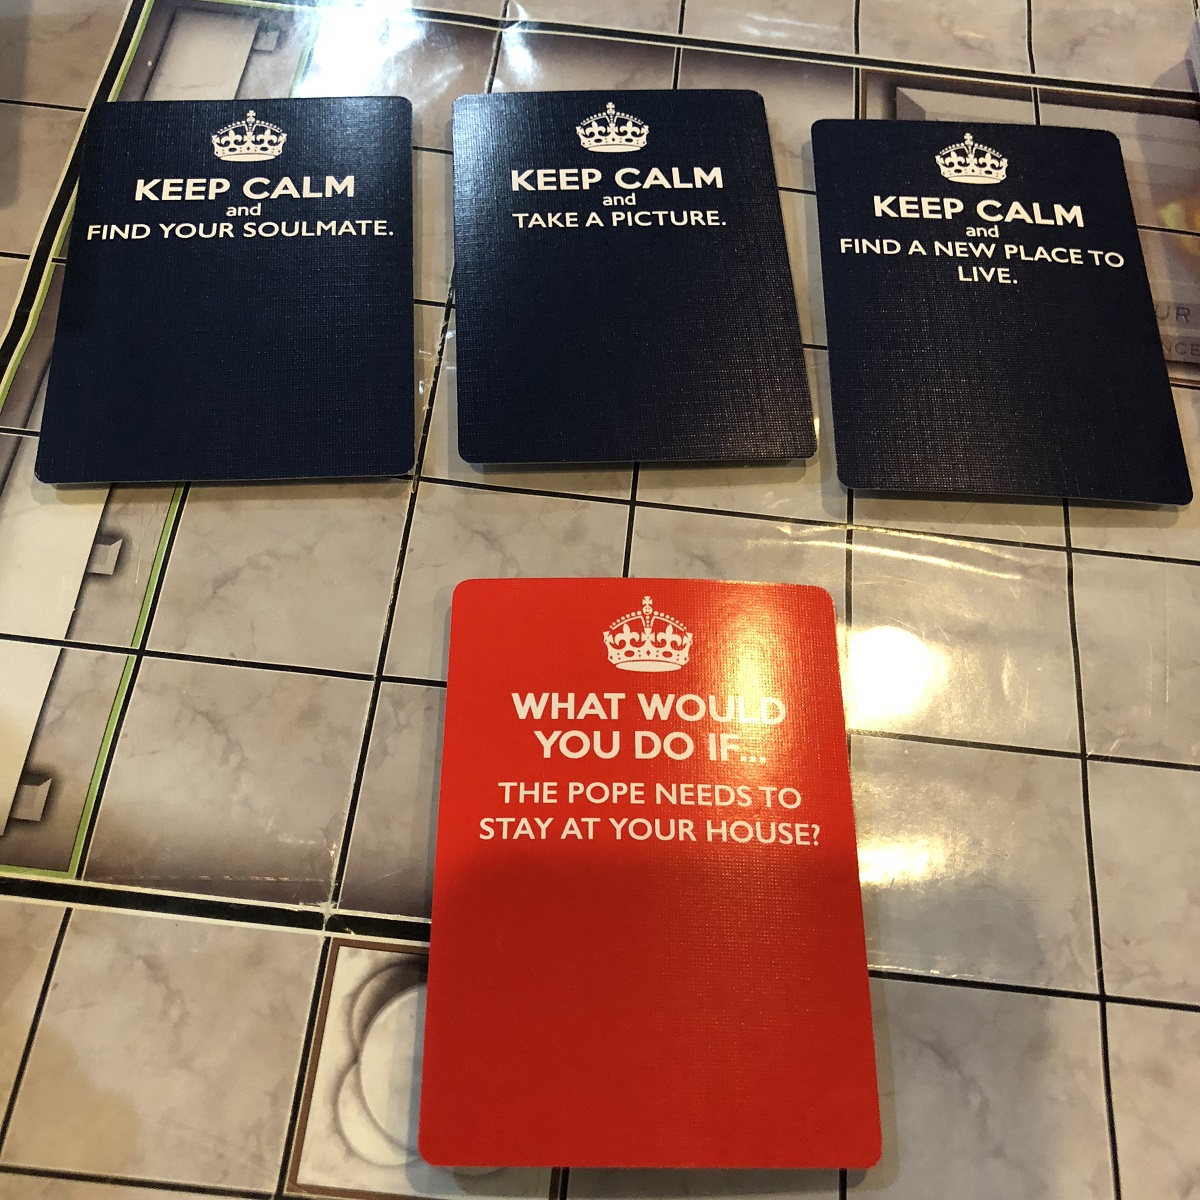 KEEP CALM
and
FIND YOUR SOULMATE.
KEEP CALM
and
TAKE A PICTURE.
KEEP CALM
and
FIND A NEW PLACE TO
LIVE.
WHAT WOULD
YOU DO IF...
THE POPE NEEDS TO
STAY AT YOUR HOUSE?